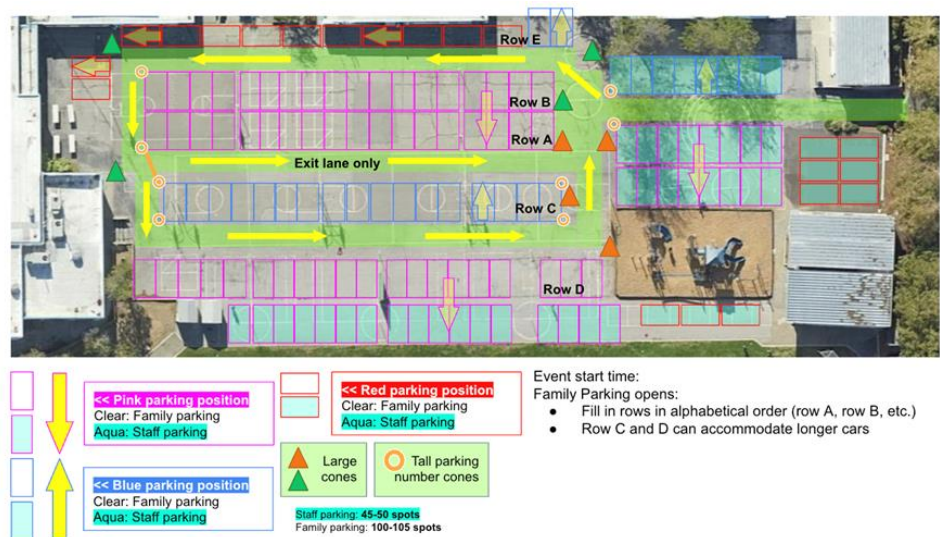 Row E
Row B
Row A
Exit lane only
Row C
Row D
<< Pink parking position
Clear: Family parking
Aqua: Staff parking
<< Blue parking position
Clear: Family parking
Aqua: Staff parking
<< Red parking position
Clear: Family parking
Aqua: Staff parking
Large
cones
Tall parking
number cones
Staff parking: 45-50 spots
Family parking: 100-105 spots
Event start time:
Family Parking opens:
● Fill in rows in alphabetical order (row A, row B, etc.)
● Row C and D can accommodate longer cars